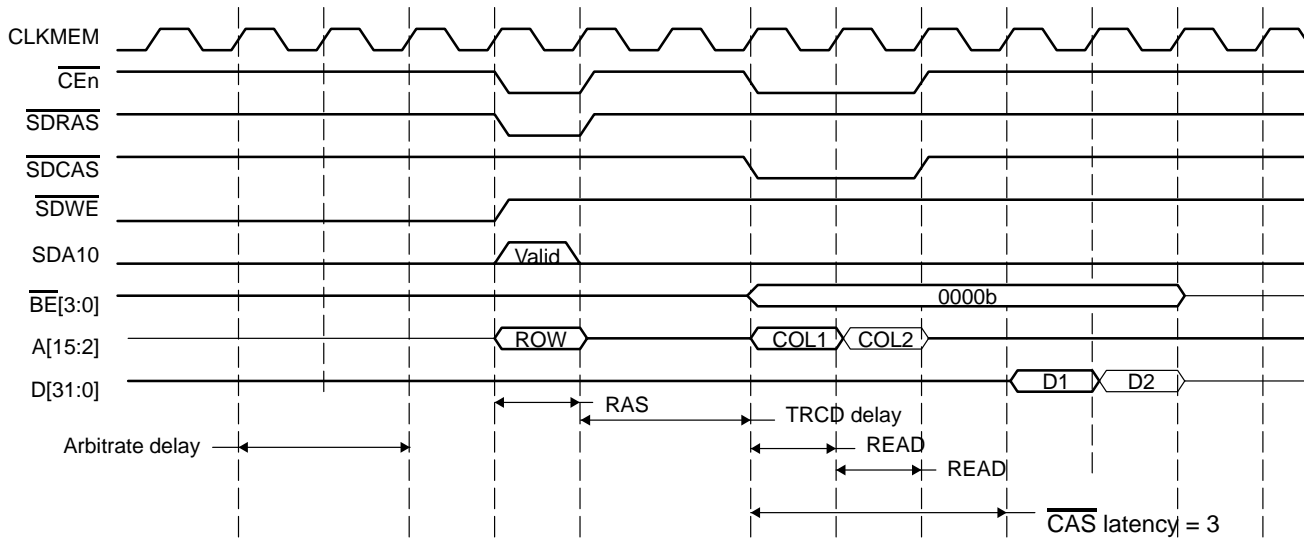 CLKMEM
CEn
SDRAS
SDCAS
SDWE
SDA10 Valid
BE[3:0] 0000b
A[15:2] ROW COL1 COL2
D[31:0] D1 D2
RAS
TRCD delay
Arbitrate delay READ
READ
CAS latency = 3